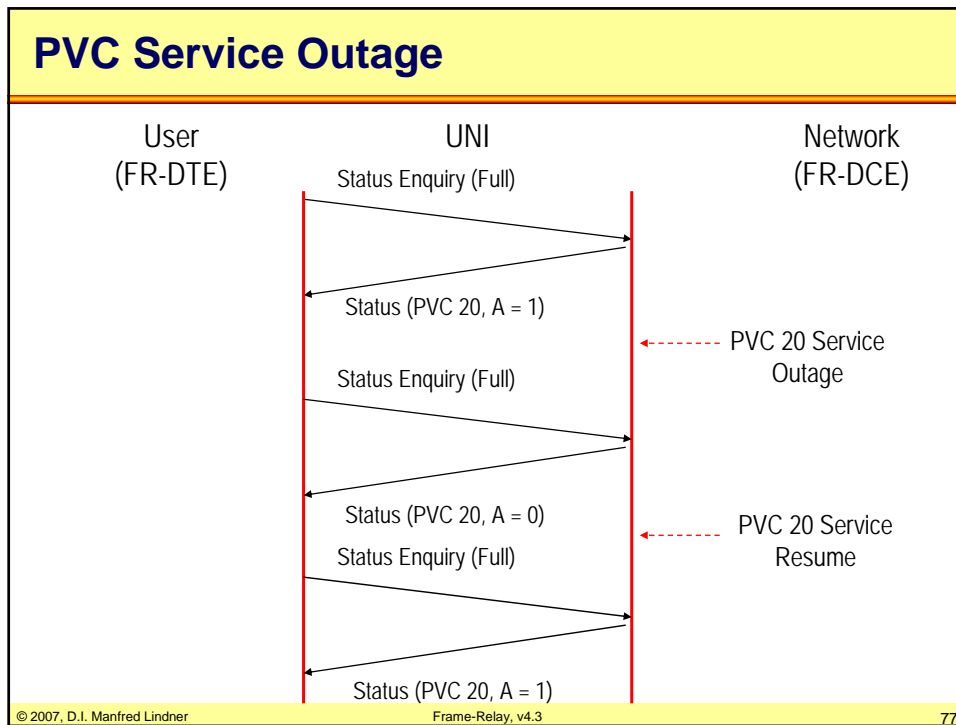 PVC Service Outage
User
(FR-DTE)
UNI
Network
(FR-DCE)
Status Enquiry (Full)
Status (PVC 20, A = 1)
PVC 20 Service
Outage
Status Enquiry (Full)
Status (PVC 20, A = 0)
PVC 20 Service
Resume
Status Enquiry (Full)
Status (PVC 20, A = 1)
© 2007, D.I. Manfred Lindner
Frame-Relay, v4.3
77